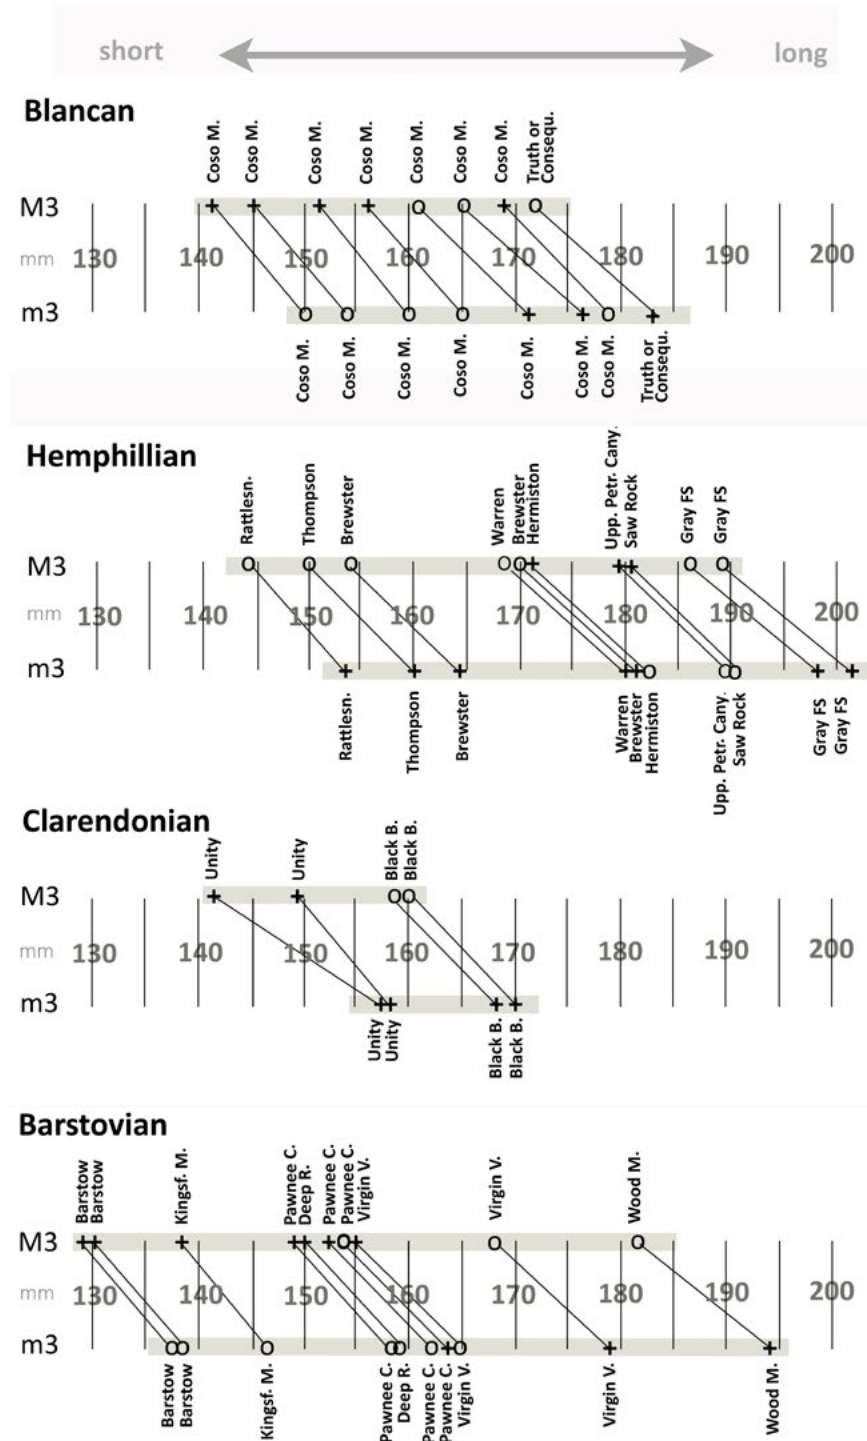 short long
Blancan
Coso M. Coso M. Coso M. Coso M. Coso M. Coso M. Coso M. Truth or Consequ.
M3
mm 130 140 150 160 170 180 190 200
m3
Coso M. Coso M. Coso M. Coso M. Coso M. Coso M. Coso M. Truth or Consequ.
Hemphillian
Rattlesn. Thompson Brewster Warren Brewster Hermiston Upp. Petr. Cany. Saw Rock Gray FS Gray FS
M3
mm 130 140 150 160 170 180 190 200
m3
Rattlesn. Thompson Brewster Warren Brewster Hermiston Upp. Petr. Cany. Saw Rock Gray FS Gray FS
Clarendonian
Unity Unity Black B. Black B.
M3
mm 130 140 150 160 170 180 190 200
m3
Unity Unity Black B. Black B.
Barstovian
Barstow Barstow Kingsf. M. Pawnee C. Deep R. Pawnee C. Pawnee C. Virgin V. Virgin V. Wood M.
M3
mm 130 140 150 160 170 180 190 200
m3
Barstow Barstow Kingsf. M. Pawnee C. Deep R. Pawnee C. Pawnee C. Virgin V. Virgin V. Wood M.